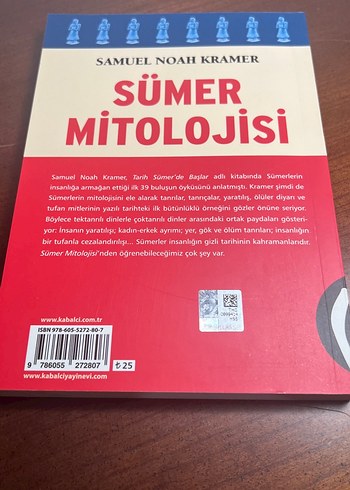 SAMUEL NOAH KRAMER
SÜMER
MİTOLOJİSİ
Samuel Noah Kramer, Tarih Sümer'de Başlar adlı kitabında Sümerlerin
insanlığa armağan ettiği ilk 39 buluşun öyküsünü anlatmıştı. Kramer şimdi de
Sümerlerin mitolojisini ele alarak tanrılar, tanrıçalar, yaratılış, ölüler diyarı ve
tufan mitlerinin yazılı tarihteki ilk bütünlüklü örneğini gözler önüne seriyor.
Böylece tektanrılı dinlerle çoktanrılı dinler arasındaki ortak paydaları gösteri-
yor: İnsanın yaratılışı; kadın-erkek ayrımı; yer, gök ve ölüm tanrıları; insanlığın
bir tufanla cezalandırılışı... Sümerler insanlığın gizli tarihinin kahramanlarıdır.
Sümer Mitolojisi'nden öğrenebileceğimiz çok şey var.
www.kabalci.com.tr
ISBN 978-605-5272-80-7
9 786055 272807
₺ 25
www.kabalciyayinevi.com